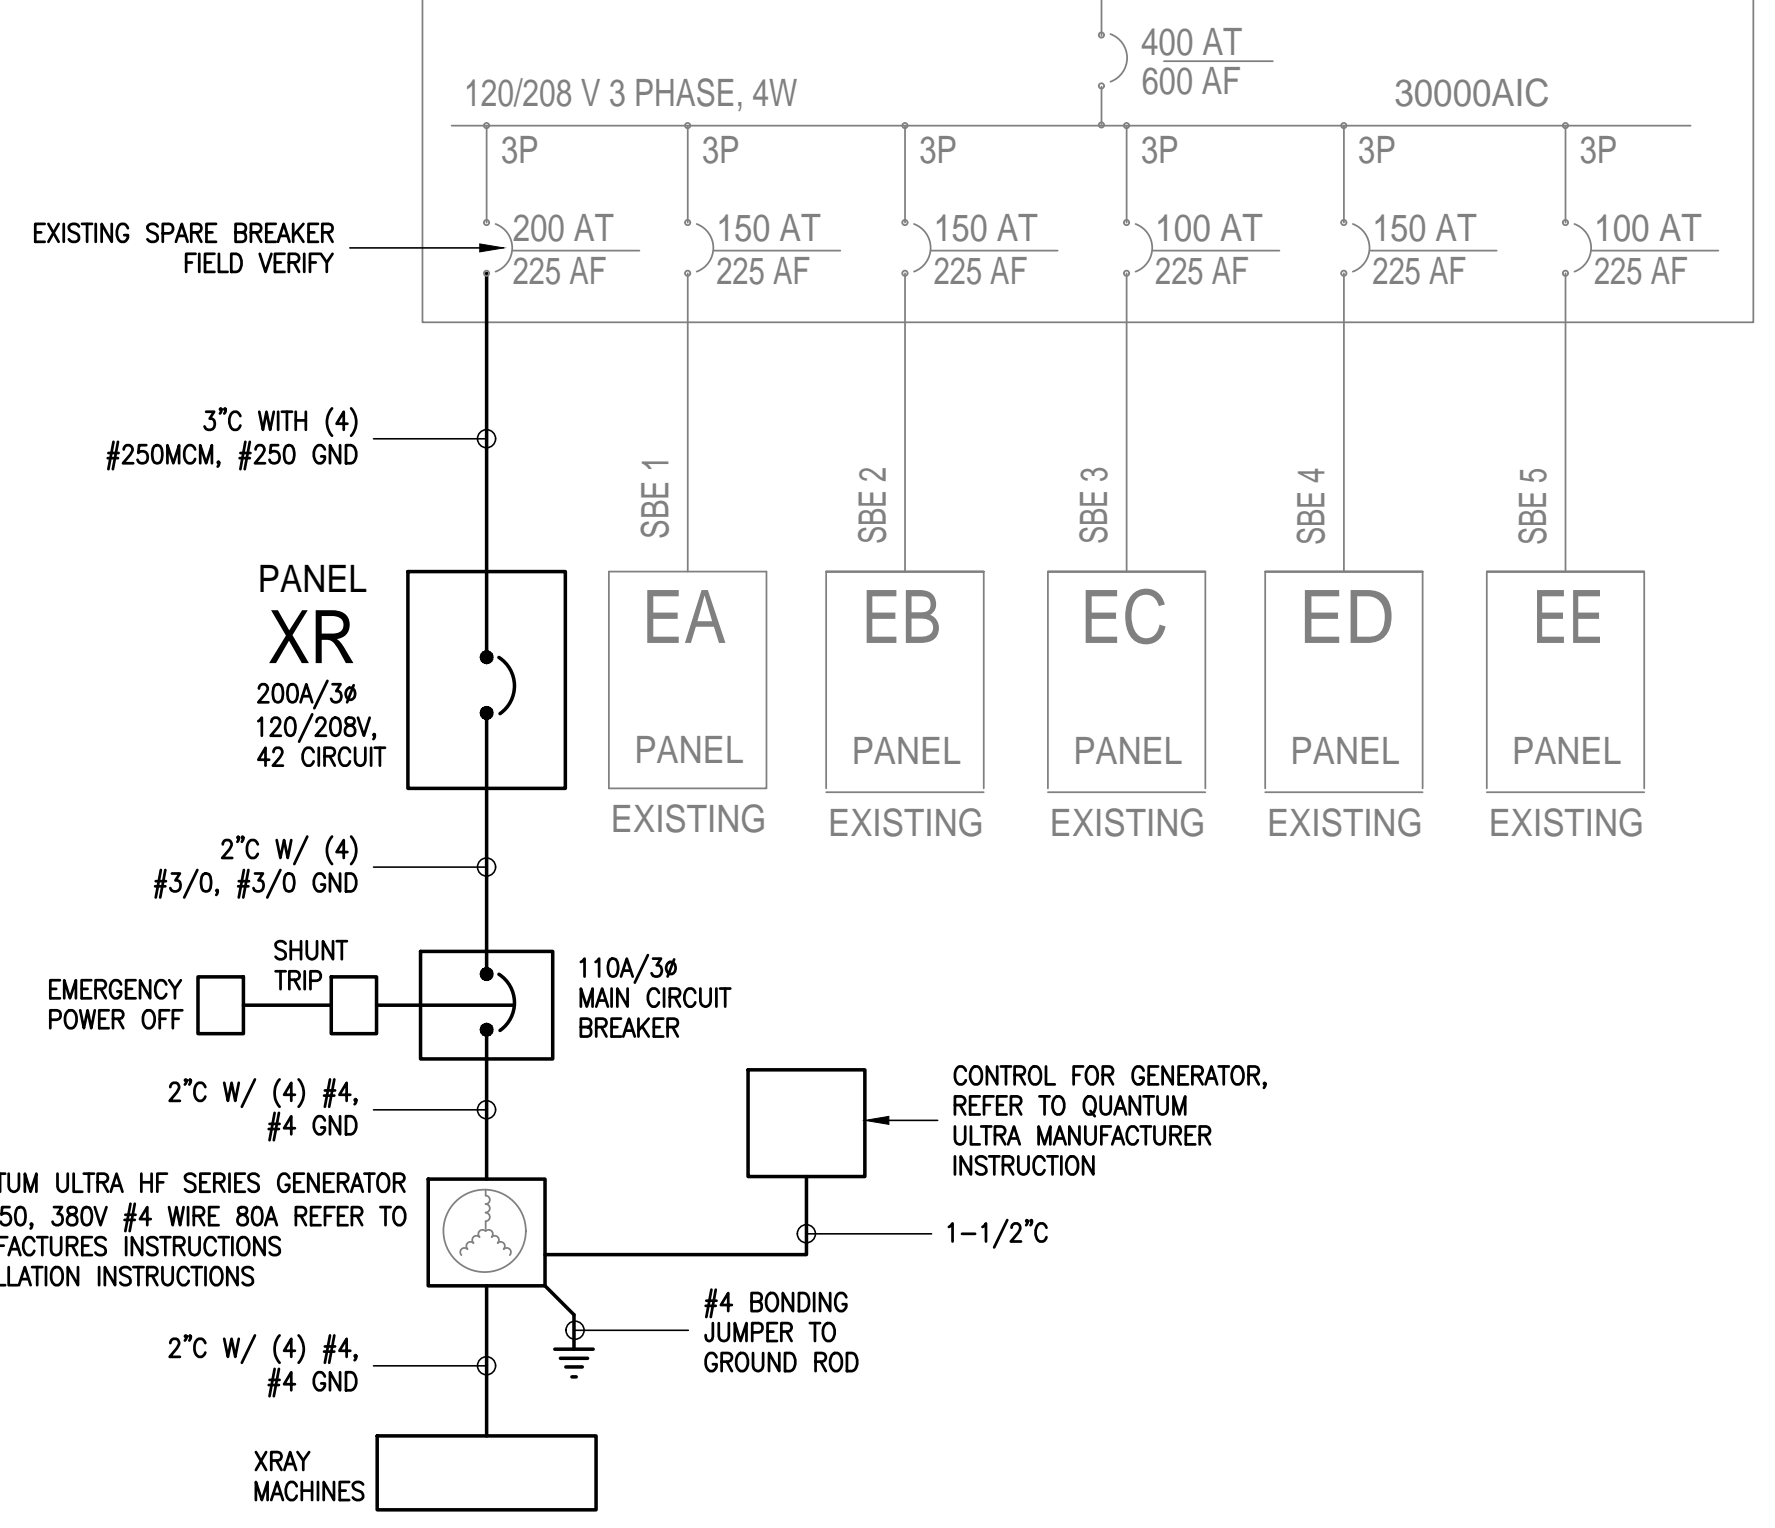 400 AT
600 AF
120/208 V 3 PHASE, 4W
30000AIC
3P
3P
3P
3P
3P
3P
EXISTING SPARE BREAKER
FIELD VERIFY
200 AT
225 AF
150 AT
225 AF
150 AT
225 AF
100 AT
225 AF
150 AT
225 AF
100 AT
225 AF
3"C WITH (4)
#250MCM, #250 GND
SBE 1
SBE 2
SBE 3
SBE 4
SBE 5
PANEL
XR
200A/3ø
120/208V,
42 CIRCUIT
EA
PANEL
EXISTING
EB
PANEL
EXISTING
EC
PANEL
EXISTING
ED
PANEL
EXISTING
EE
PANEL
EXISTING
2"C W/ (4)
#3/0, #3/0 GND
SHUNT
TRIP
EMERGENCY
POWER OFF
110A/3ø
MAIN CIRCUIT
BREAKER
2"C W/ (4) #4,
#4 GND
CONTROL FOR GENERATOR,
REFER TO QUANTUM
ULTRA MANUFACTURER
INSTRUCTION
TUM ULTRA HF SERIES GENERATOR
50, 380V #4 WIRE 80A REFER TO
FACTURES INSTRUCTIONS
LLATION INSTRUCTIONS
1-1/2"C
#4 BONDING
JUMPER TO
GROUND ROD
2"C W/ (4) #4,
#4 GND
XRAY
MACHINES